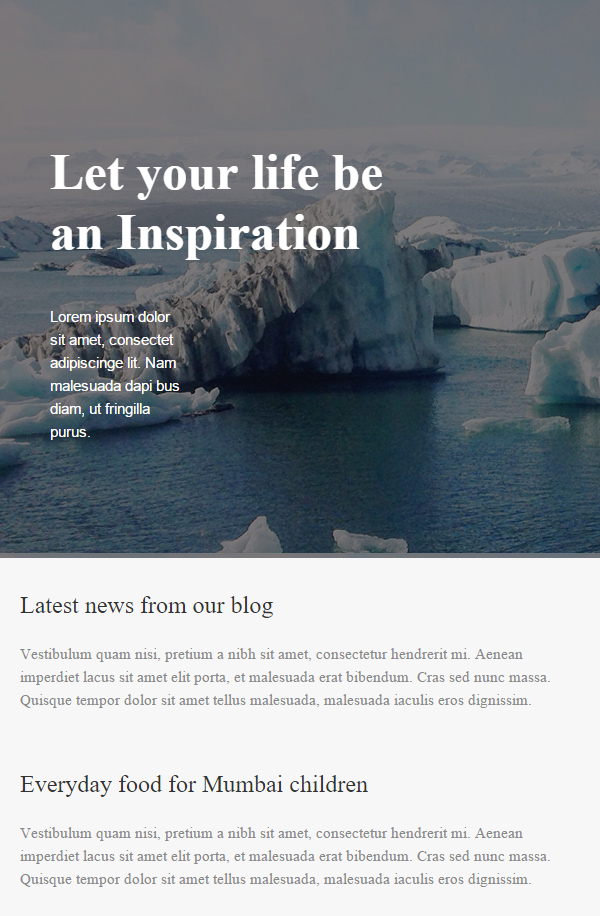 Let your life be
an Inspiration
Lorem ipsum dolor
sit amet, consectet
adipiscinge lit. Nam
malesuada dapi bus
diam, ut fringilla
purus.
Latest news from our blog
Vestibulum quam nisi, pretium a nibh sit amet, consectetur hendrerit mi. Aenean
imperdiet lacus sit amet elit porta, et malesuada erat bibendum. Cras sed nunc massa.
Quisque tempor dolor sit amet tellus malesuada, malesuada iaculis eros dignissim.
Everyday food for Mumbai children
Vestibulum quam nisi, pretium a nibh sit amet, consectetur hendrerit mi. Aenean
imperdiet lacus sit amet elit porta, et malesuada erat bibendum. Cras sed nunc massa.
Quisque tempor dolor sit amet tellus malesuada, malesuada iaculis eros dignissim.